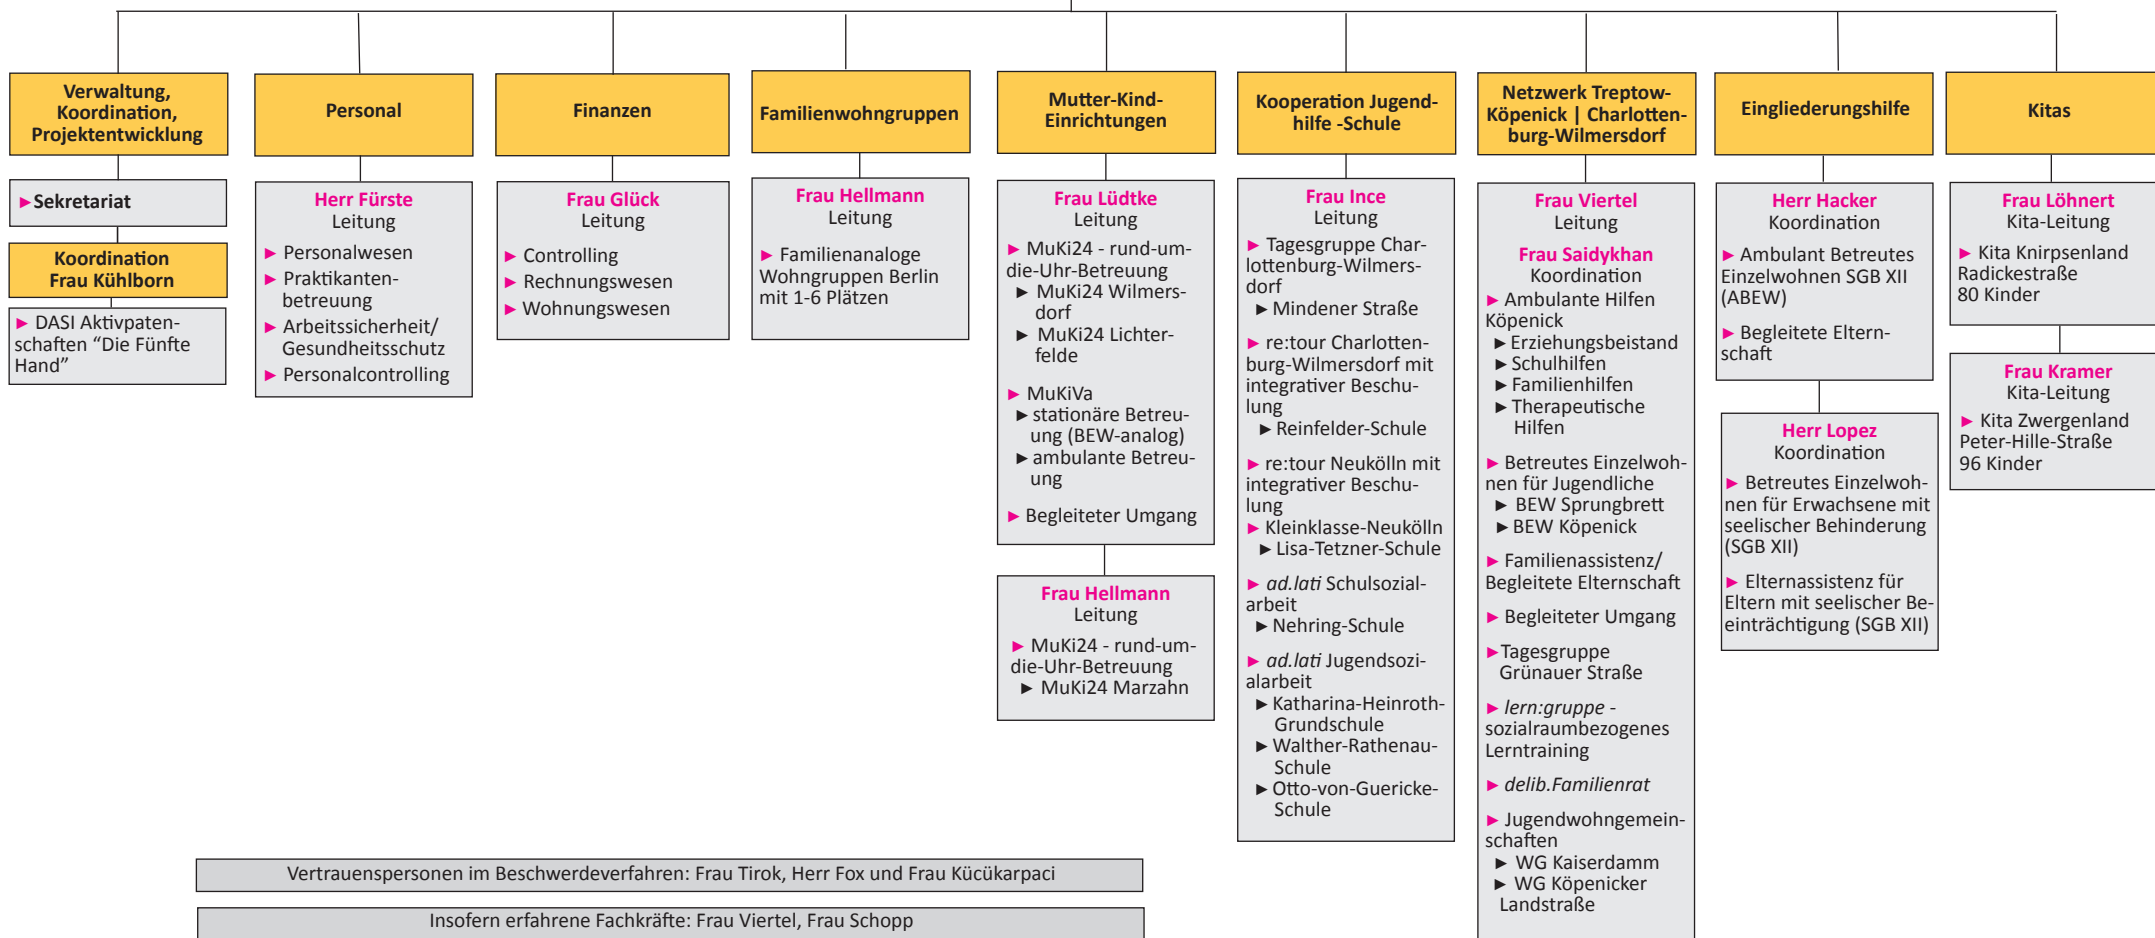 Verwaltung,
Koordination,
Projektentwicklung
►Sekretariat
Koordination
Frau Kühlborn
► DASI Aktivpaten-
schaften “Die Fünfte
Hand”
Personal
Herr Fürste
Leitung
► Personalwesen
► Praktikanten-
betreuung
► Arbeitssicherheit/
Gesundheitsschutz
► Personalcontrolling
Finanzen
Frau Glück
Leitung
► Controlling
► Rechnungswesen
► Wohnungswesen
Familienwohngruppen
Frau Hellmann
Leitung
► Familienanaloge
Wohngruppen Berlin
mit 1-6 Plätzen
Mutter-Kind-
Einrichtungen
Frau Lüdtke
Leitung
► MuKi24 - rund-um-
die-Uhr-Betreuung
► MuKi24 Wilmers-
dorf
► MuKi24 Lichter-
felde
► MuKiVa
► stationäre Betreu-
ung (BEW-analog)
► ambulante Betreu-
ung
► Begleiteter Umgang
Frau Hellmann
Leitung
► MuKi24 - rund-um-
die-Uhr-Betreuung
► MuKi24 Marzahn
Kooperation Jugend-
hilfe -Schule
Frau Ince
Leitung
► Tagesgruppe Char-
lottenburg-Wilmers-
dorf
► Mindener Straße
► re:tour Charlotten-
burg-Wilmersdorf mit
integrativer Beschu-
lung
► Reinfelder-Schule
► re:tour Neukölln mit
integrativer Beschu-
lung
► Kleinklasse-Neukölln
► Lisa-Tetzner-Schule
► ad.lati Schulsozial-
arbeit
► Nehring-Schule
► ad.lati Jugendsozi-
alarbeit
► Katharina-Heinroth-
Grundschule
► Walther-Rathenau-
Schule
► Otto-von-Guericke-
Schule
Netzwerk Treptow-
Köpenick | Charlotten-
burg-Wilmersdorf
Frau Viertel
Leitung
Frau Saidykhan
Koordination
► Ambulante Hilfen
Köpenick
► Erziehungsbeistand
► Schulhilfen
► Familienhilfen
► Therapeutische
Hilfen
► Betreutes Einzelwoh-
nen für Jugendliche
► BEW Sprungbrett
► BEW Köpenick
► Familienassistenz/
Begleitete Elternschaft
► Begleiteter Umgang
►Tagesgruppe
Grünauer Straße
► lern:gruppe -
sozialraumbezogenes
Lerntraining
► delib.Familienrat
► Jugendwohngemein-
schaften
► WG Kaiserdamm
► WG Köpenicker
Landstraße
Eingliederungshilfe
Herr Hacker
Koordination
► Ambulant Betreutes
Einzelwohnen SGB XII
(ABEW)
► Begleitete Eltern-
schaft
Herr Lopez
Koordination
► Betreutes Einzelwoh-
nen für Erwachsene mit
seelischer Behinderung
(SGB XII)
► Elternassistenz für
Eltern mit seelischer Be-
einträchtigung (SGB XII)
Kitas
Frau Löhnert
Kita-Leitung
► Kita Knirpsenland
Radickestraße
80 Kinder
Frau Kramer
Kita-Leitung
► Kita Zwergenland
Peter-Hille-Straße
96 Kinder
Vertrauenspersonen im Beschwerdeverfahren: Frau Tirok, Herr Fox und Frau Kücükarpaci
Insofern erfahrene Fachkräfte: Frau Viertel, Frau Schopp